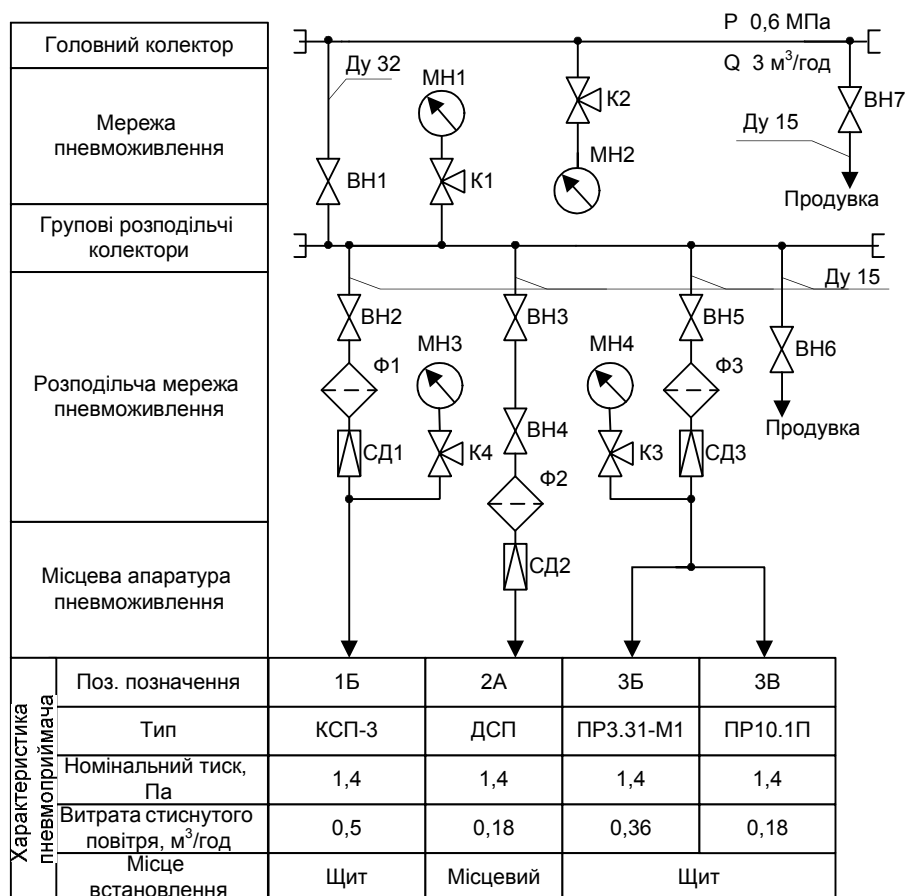 Головний колектор
Р 0,6 МПа
Q 3 м³/год
Ду 32
МН1
К2
ВН7
Мережа
пневможивлення
Ду 15
МН2
ВН1
К1
Продувка
Групові розподільчі
колектори
Ду 15
ВН2
ВН3
ВН5
ВН6
МН3
МН4
Ф1
Ф3
Розподільча мережа
пневможивлення
Продувка
ВН4
СД1
К4
К3
СД3
Ф2
Місцева апаратура
пневможивлення
СД2
Характеристика
пневмоприймача
Поз. позначення
1Б
2А
3Б
3В
Тип
КСП-3
ДСП
ПР3.31-М1
ПР10.1П
Номінальний тиск,
Па
1,4
1,4
1,4
1,4
Витрата стиснутого
повітря, м³/год
0,5
0,18
0,36
0,18
Місце
встановлення
Щит
Місцевий
Щит